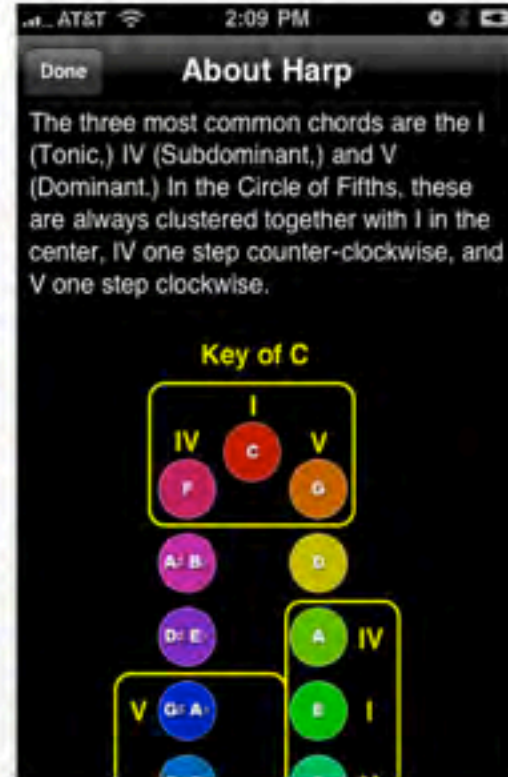 AT&T 2:09 PM
Done About Harp
The three most common chords are the I
(Tonic,) IV (Subdominant,) and V
(Dominant.) In the Circle of Fifths, these
are always clustered together with I in the
center, IV one step counter-clockwise, and
V one step clockwise.
Key of C
I
IV C V
F G
A♯ B♭ D
D♯ E♭ A IV
V G♯ A♭ E I